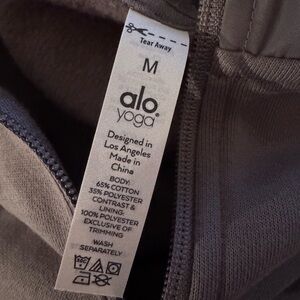 Tear Away
M
alo
yoga
Designed in
Los Angeles
Made in
China
BODY:
65% COTTON
35% POLYESTER
CONTRAST &
LINING:
100% POLYESTER
EXCLUSIVE OF
TRIMMING
WASH
SEPARATELY